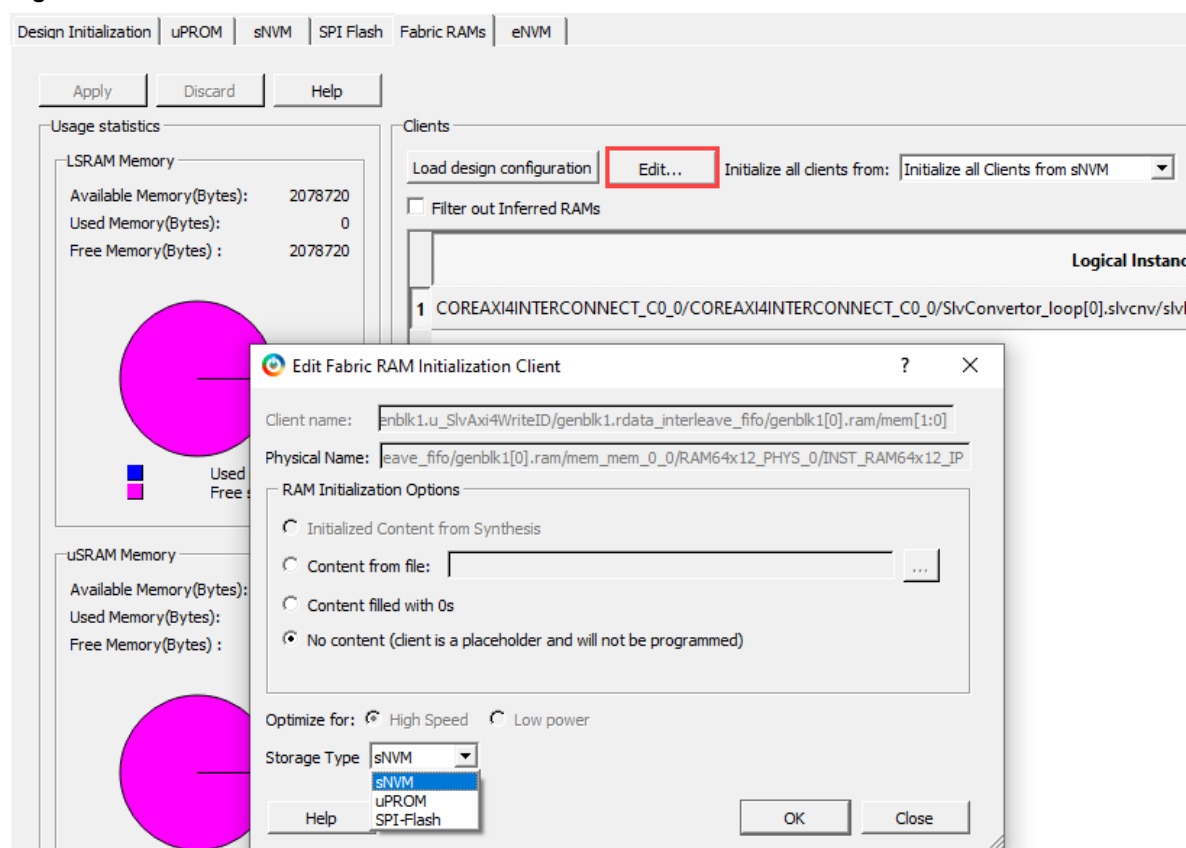 Design Initialization uPROM sNVM SPI Flash Fabric RAMs eNVM
Apply Discard Help
Usage statistics
LSRAM Memory
Available Memory(Bytes): 2078720
Used Memory(Bytes): 0
Free Memory(Bytes) : 2078720
Used
Free
uSRAM Memory
Available Memory(Bytes):
Used Memory(Bytes):
Free Memory(Bytes) :
Clients
Load design configuration Edit... Initialize all clients from: Initialize all Clients from sNVM
Filter out Inferred RAMs
Logical Instanc
1 COREAXI4INTERCONNECT_C0_0/COREAXI4INTERCONNECT_C0_0/SlvConvertor_loop[0].slvcnv/slv
Edit Fabric RAM Initialization Client ? X
Client name: enblk1.u_SlvAxi4WriteID/genblk1.rdata_interleave_fifo/genblk1[0].ram/mem[1:0]
Physical Name: eave_fifo/genblk1[0].ram/mem_mem_0_0/RAM64x12_PHYS_0/INST_RAM64x12_IP
RAM Initialization Options
Initialized Content from Synthesis
Content from file: ...
Content filled with 0s
No content (client is a placeholder and will not be programmed)
Optimize for: High Speed Low power
Storage Type sNVM
sNVM
uPROM
SPI-Flash
Help OK Close